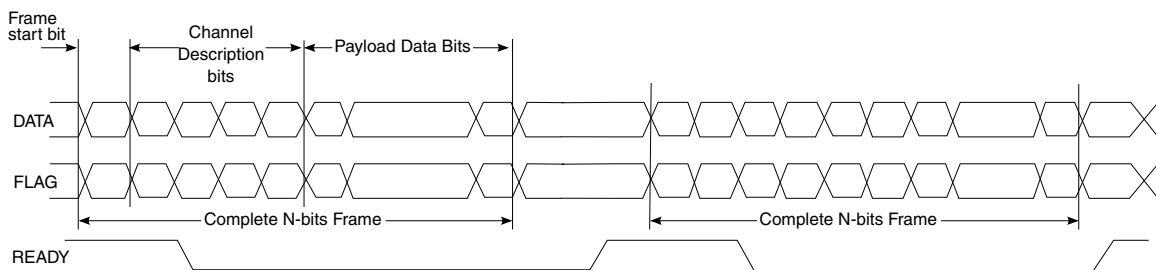 Frame
start bit
Channel
Description
bits
Payload Data Bits
DATA
FLAG
Complete N-bits Frame
Complete N-bits Frame
READY